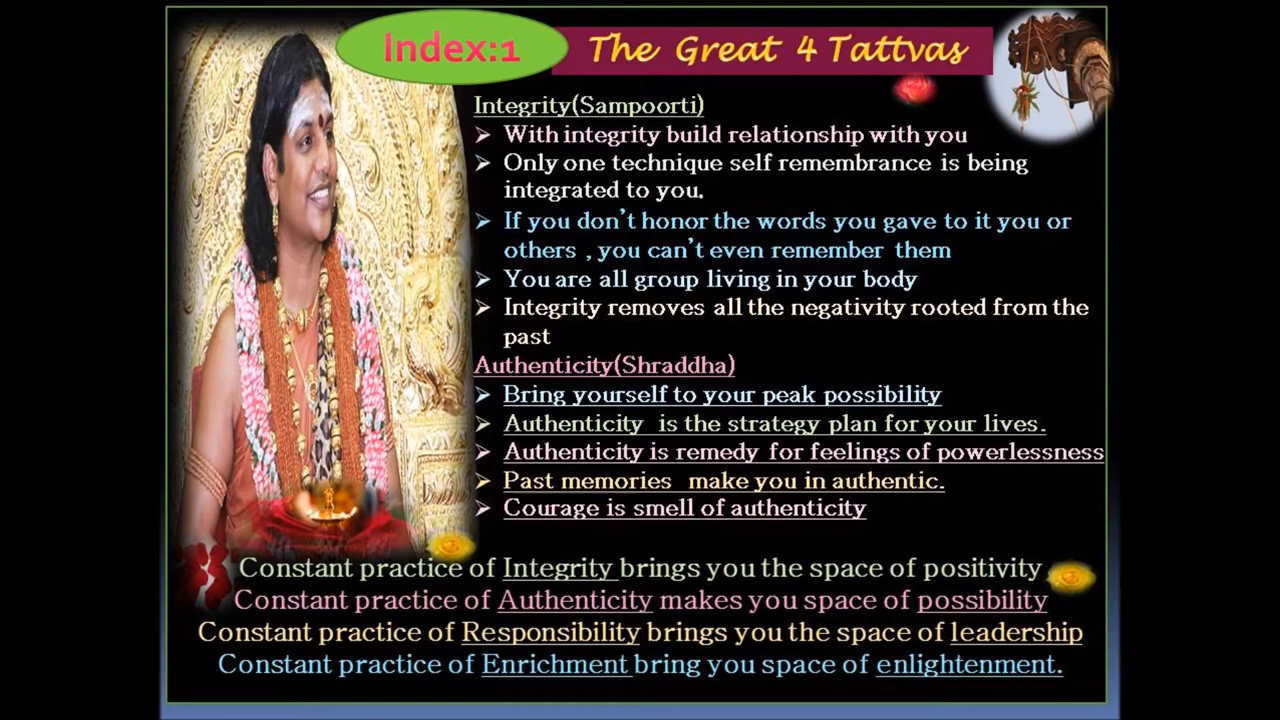 Index:1
The Great 4 Tattvas
Integrity(Sampoorti)
➢ With integrity build relationship with you
➢ Only one technique self remembrance is being
integrated to you.
➢ If you don't honor the words you gave to it you or
others , you can't even remember them
➢ You are all group living in your body
➢ Integrity removes all the negativity rooted from the
past
Authenticity(Shraddha)
➢ Bring yourself to your peak possibility
➢ Authenticity is the strategy plan for your lives.
➢ Authenticity is remedy for feelings of powerlessness
➢ Past memories make you in authentic.
➢ Courage is smell of authenticity
Constant practice of Integrity brings you the space of positivity
Constant practice of Authenticity makes you space of possibility
Constant practice of Responsibility brings you the space of leadership
Constant practice of Enrichment bring you space of enlightenment.